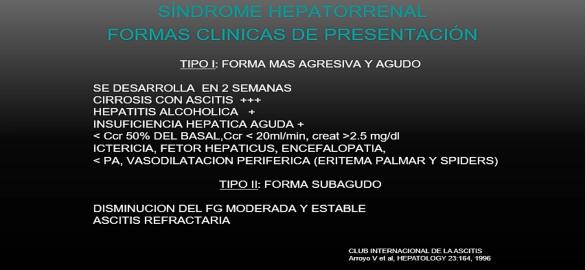 SÍNDROME HEPATORRENAL
FORMAS CLINICAS DE PRESENTACIÓN
TIPO I: FORMA MAS AGRESIVA Y AGUDO
SE DESARROLLA EN 2 SEMANAS
CIRROSIS CON ASCITIS +++
HEPATITIS ALCOHOLICA +
INSUFICIENCIA HEPATICA AGUDA +
< Ccr 50% DEL BASAL,Ccr < 20ml/min, creat >2.5 mg/dl
ICTERICIA, FETOR HEPATICUS, ENCEFALOPATIA,
< PA, VASODILATACION PERIFERICA (ERITEMA PALMAR Y SPIDERS)
TIPO II: FORMA SUBAGUDO
DISMINUCION DEL FG MODERADA Y ESTABLE
ASCITIS REFRACTARIA
CLUB INTERNACIONAL DE LA ASCITIS
Arroyo V et al, HEPATOLOGY 23:164, 1996